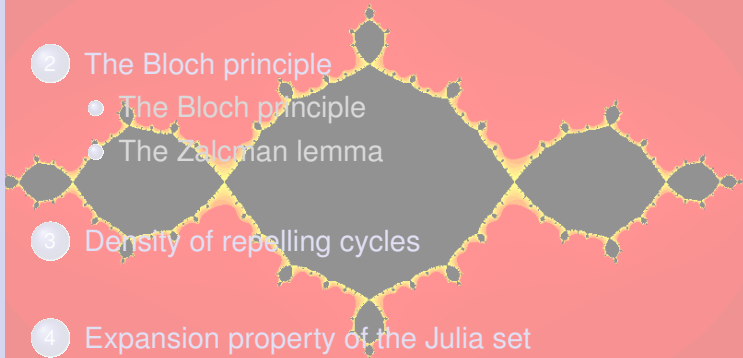 2 The Bloch principle
The Bloch principle
The Zalcman lemma
3 Density of repelling cycles
4 Expansion property of the Julia set